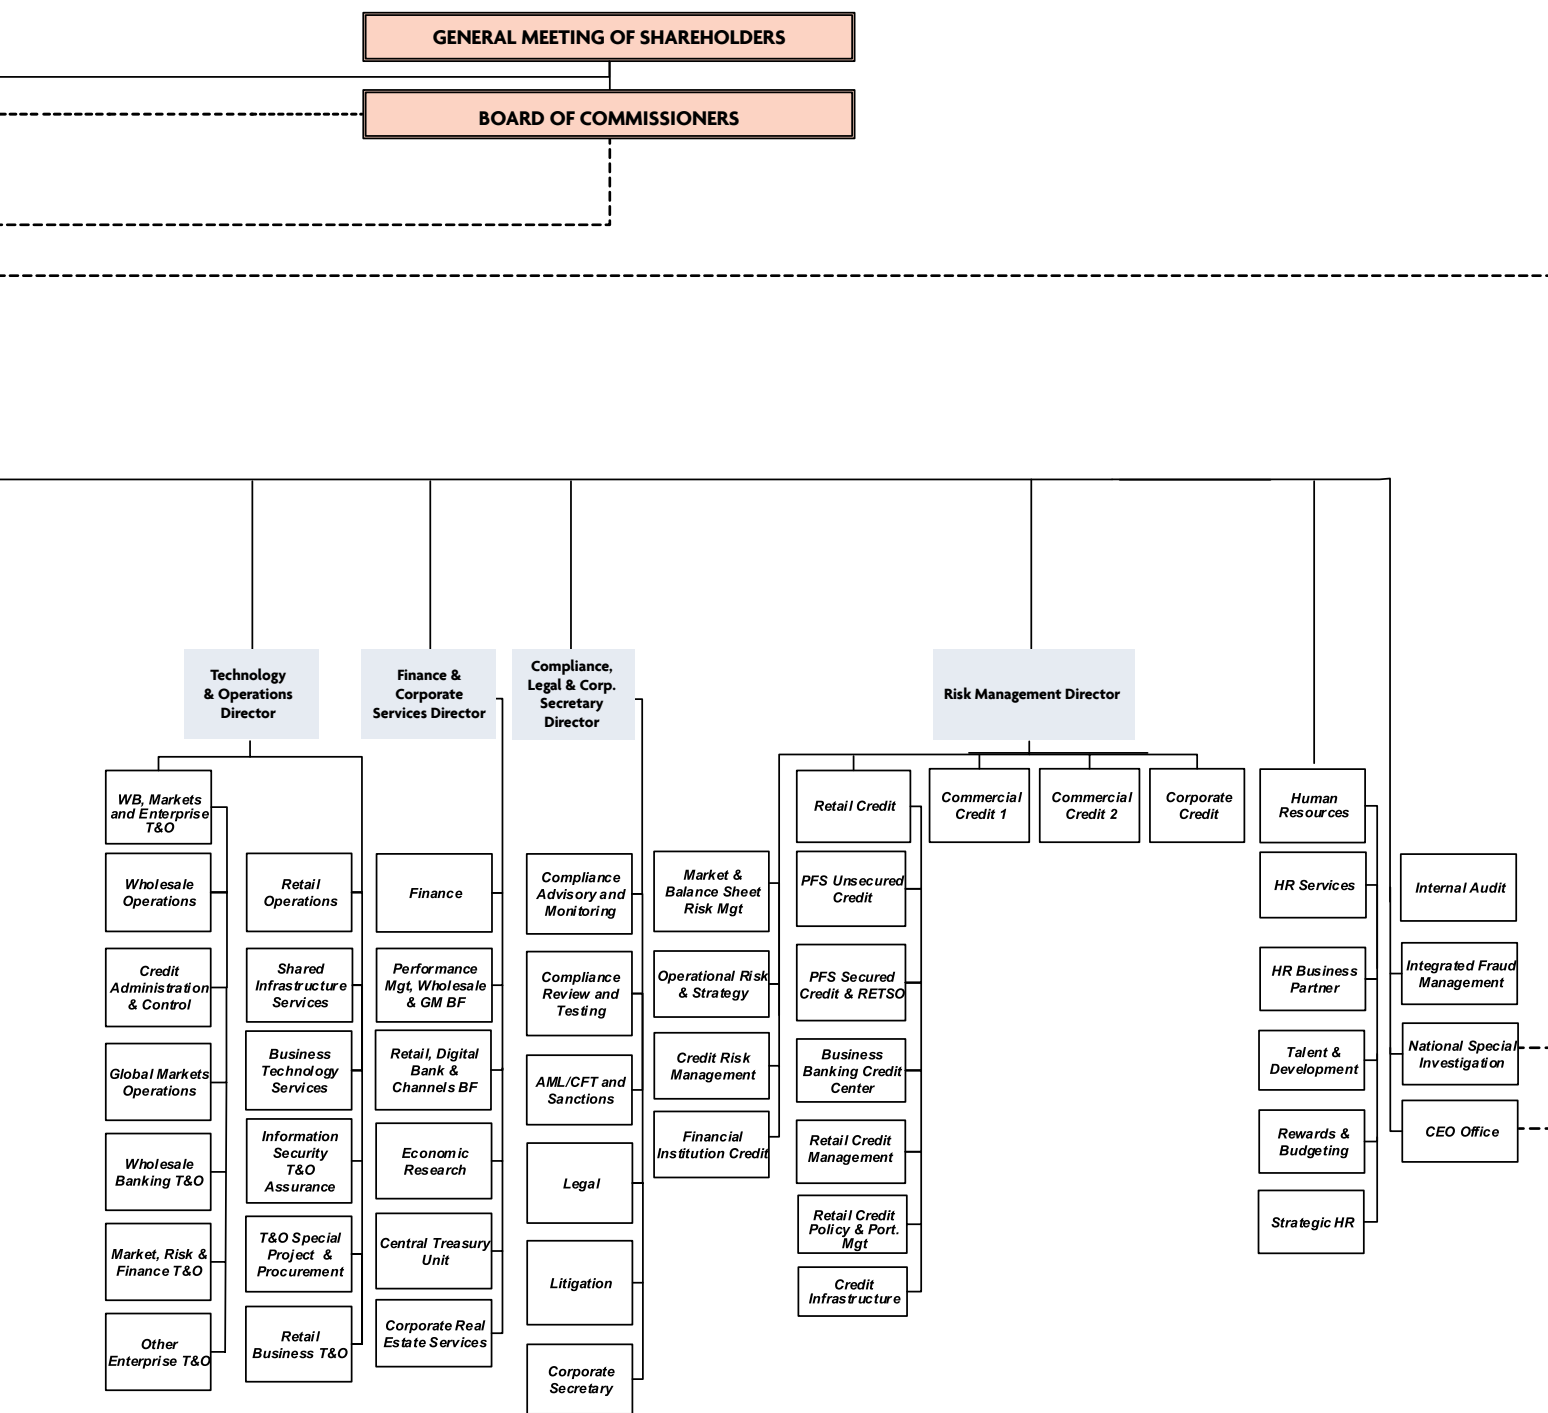 GENERAL MEETING OF SHAREHOLDERS
BOARD OF COMMISSIONERS
Technology
& Operations
Director
Finance &
Corporate
Services Director
Compliance,
Legal & Corp.
Secretary
Director
Risk Management Director
WB, Markets
and Enterprise
T&O
Wholesale
Operations
Credit
Administration
& Control
Global Markets
Operations
Wholesale
Banking T&O
Market, Risk &
Finance T&O
Other
Enterprise T&O
Retail
Operations
Shared
Infrastructure
Services
Business
Technology
Services
Information
Security
T&O
Assurance
T&O Special
Project &
Procurement
Retail
Business T&O
Finance
Performance
Mgt, Wholesale
& GM BF
Retail, Digital
Bank &
Channels BF
Economic
Research
Central Treasury
Unit
Corporate Real
Estate Services
Compliance
Advisory and
Monitoring
Compliance
Review and
Testing
AML/CFT and
Sanctions
Legal
Litigation
Corporate
Secretary
Market &
Balance Sheet
Risk Mgt
Operational Risk
& Strategy
Credit Risk
Management
Financial
Institution Credit
Retail Credit
PFS Unsecured
Credit
PFS Secured
Credit & RETSO
Business
Banking Credit
Center
Retail Credit
Management
Retail Credit
Policy & Port.
Mgt
Credit
Infrastructure
Commercial
Credit 1
Commercial
Credit 2
Corporate
Credit
Human
Resources
HR Services
HR Business
Partner
Talent &
Development
Rewards &
Budgeting
Strategic HR
Internal Audit
Integrated Fraud
Management
National Special
Investigation
CEO Office